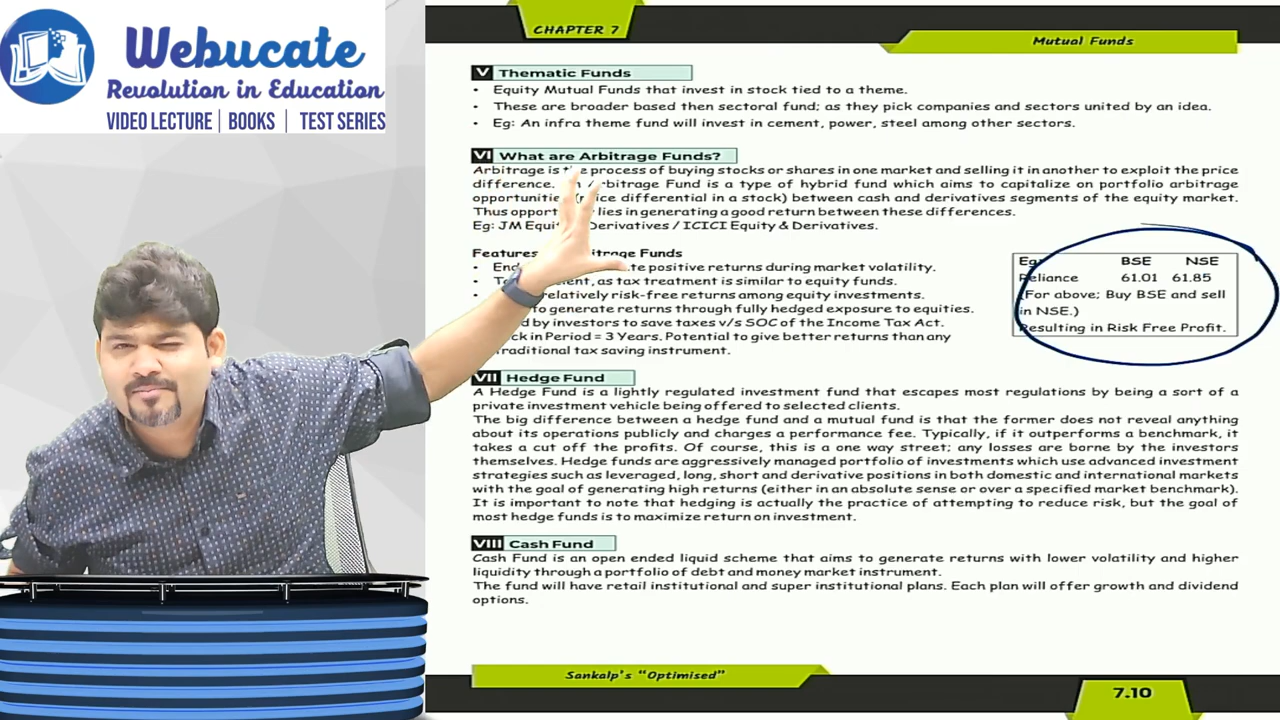 Webucate
Revolution in Education
VIDEO LECTURE | BOOKS | TEST SERIES
CHAPTER 7
Mutual Funds
V Thematic Funds
• Equity Mutual Funds that invest in stock tied to a theme.
• These are broader based then sectoral fund; as they pick companies and sectors united by an idea.
• Eg: An infra theme fund will invest in cement, power, steel among other sectors.
VI What are Arbitrage Funds?
Arbitrage is the process of buying stocks or shares in one market and selling it in another to exploit the price
difference. Arbitrage Fund is a type of hybrid fund which aims to capitalize on portfolio arbitrage
differential in a stock) between cash and derivatives segments of the equity market.
Thus lies in generating a good return between these differences.
Eg: JM Derivatives / ICICI Equity & Derivatives.
Features Arbitrage Funds
• positive returns during market volatility.
• as tax treatment is similar to equity funds.
• relatively risk-free returns among equity investments.
to generate returns through fully hedged exposure to equities.
by investors to save taxes v/s 80C of the Income Tax Act.
in Period = 3 Years. Potential to give better returns than any
traditional tax saving instrument.
Eg: BSE NSE
Reliance 61.01 61.85
(For above; Buy BSE and sell
in NSE.)
Resulting in Risk Free Profit.
VII Hedge Fund
A Hedge Fund is a lightly regulated investment fund that escapes most regulations by being a sort of a
private investment vehicle being offered to selected clients.
The big difference between a hedge fund and a mutual fund is that the former does not reveal anything
about its operations publicly and charges a performance fee. Typically, if it outperforms a benchmark, it
takes a cut off the profits. Of course, this is a one way street; any losses are borne by the investors
themselves. Hedge funds are aggressively managed portfolio of investments which use advanced investment
strategies such as leveraged, long, short and derivative positions in both domestic and international markets
with the goal of generating high returns (either in an absolute sense or over a specified market benchmark).
It is important to note that hedging is actually the practice of attempting to reduce risk, but the goal of
most hedge funds is to maximize return on investment.
VIII Cash Fund
Cash Fund is an open ended liquid scheme that aims to generate returns with lower volatility and higher
liquidity through a portfolio of debt and money market instrument.
The fund will have retail institutional and super institutional plans. Each plan will offer growth and dividend
options.
Sankalp's "Optimised"
7.10